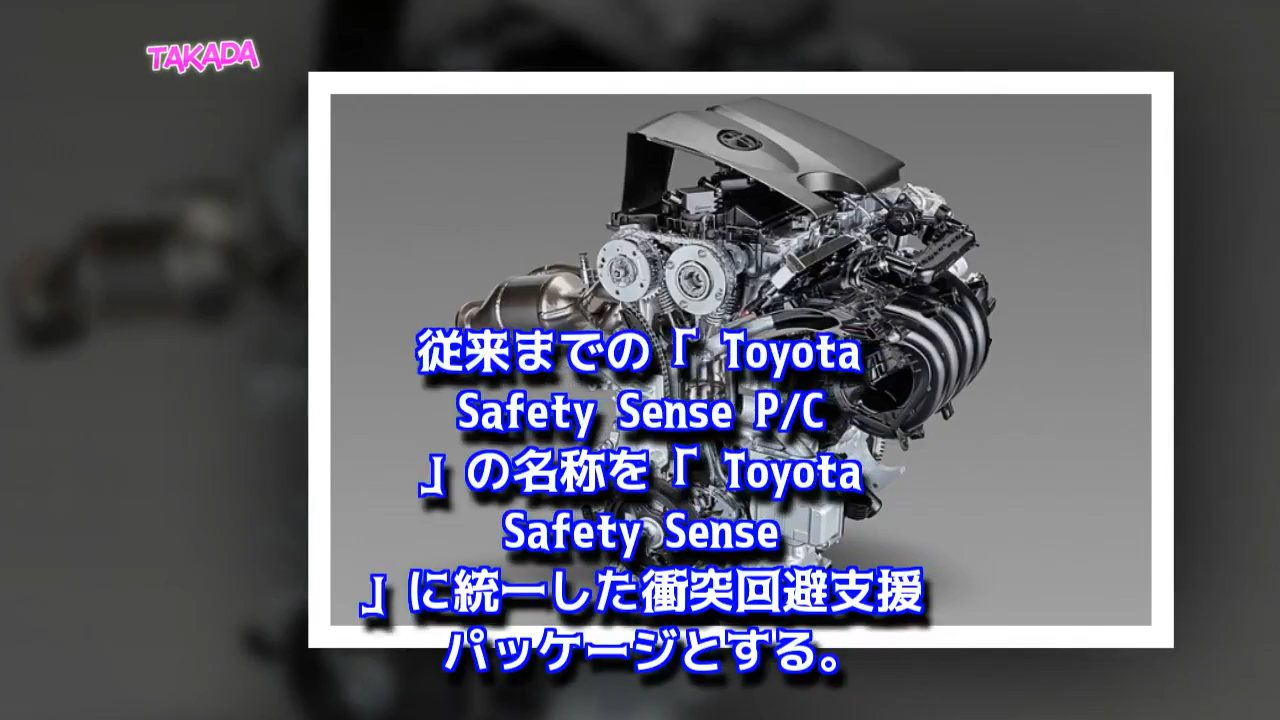 TAKADA
従来までの「 Toyota
Safety Sense P/C
」の名称を「 Toyota
Safety Sense
」に統一した衝突回避支援
パッケージとする。